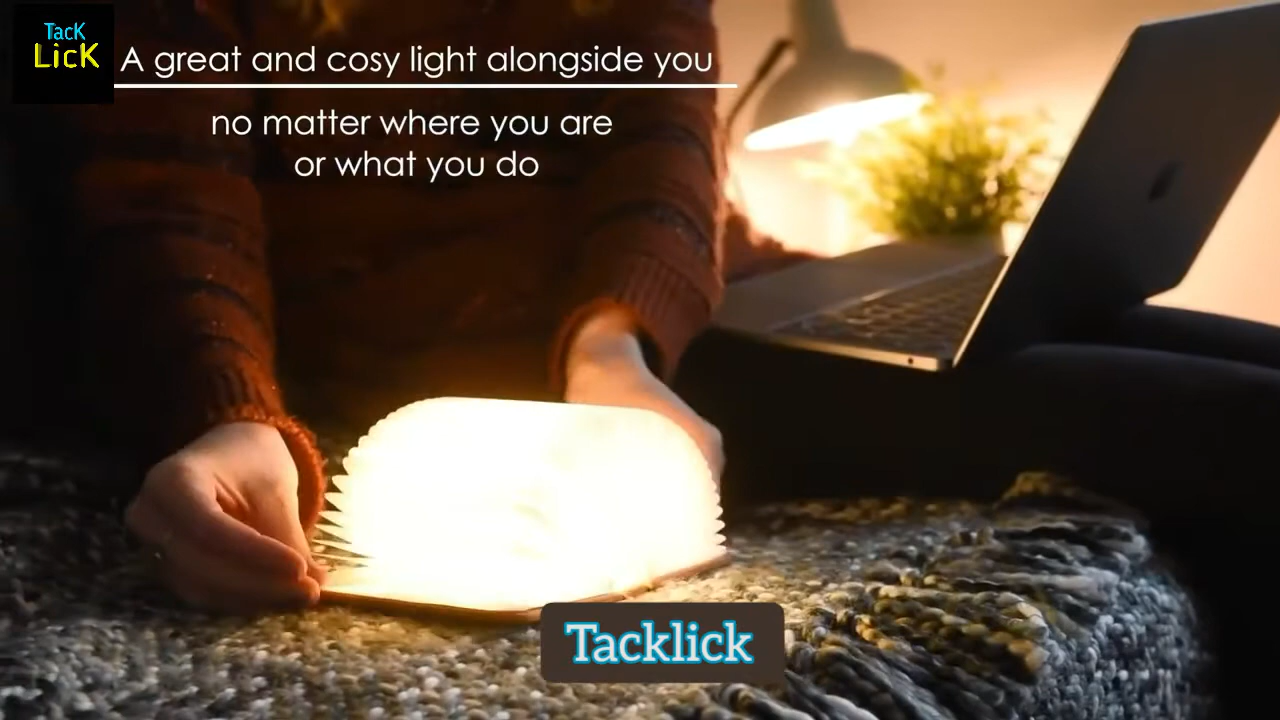 TacK
LicK
A great and cosy light alongside you
no matter where you are
or what you do
Tacklick